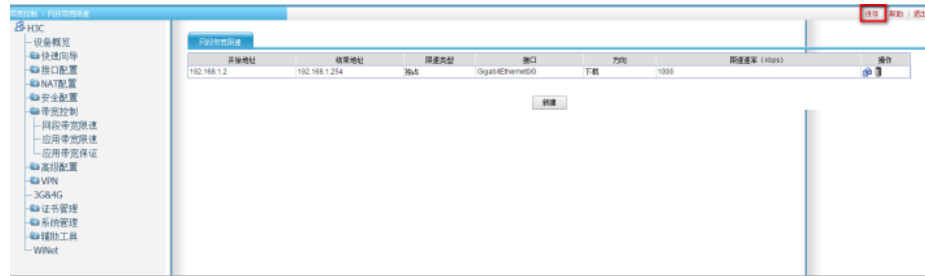 带宽控制 > 网段带宽限速
保存 帮助 | 退出
H3C
设备概览
快速向导
接口配置
NAT配置
安全配置
带宽控制
网段带宽限速
应用带宽限速
应用带宽保证
高级配置
VPN
3G&4G
证书管理
系统管理
辅助工具
WiNet
网段带宽限速
开始地址 结束地址 限速类型 接口 方向 限速速率(kbps) 操作
192.168.1.2 192.168.1.254 独占 GigabitEthernet0/0 下载 1000
新建